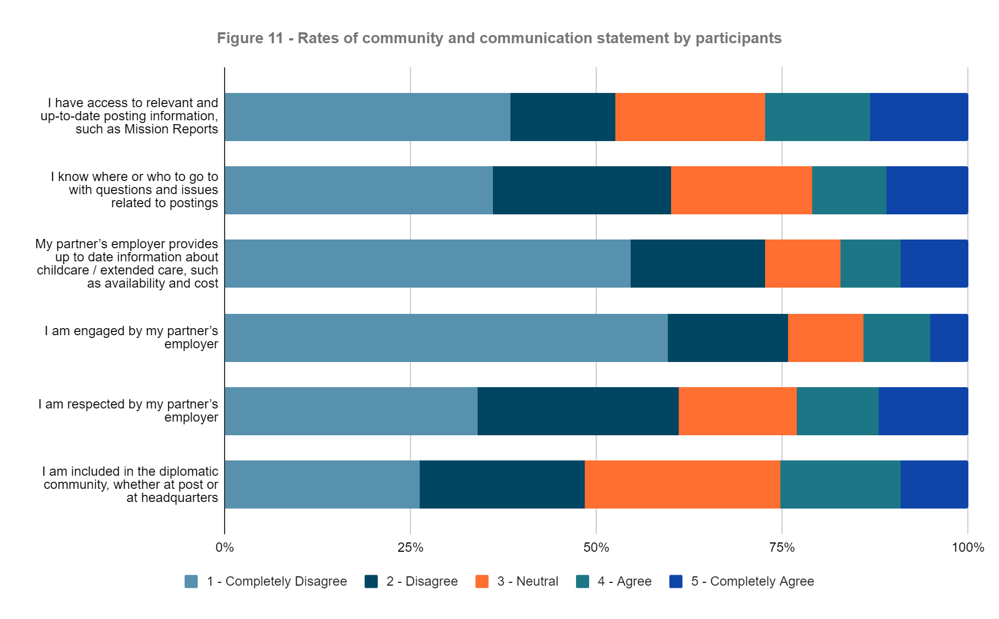 Figure 11 - Rates of community and communication statement by participants
I have access to relevant and
up-to-date posting information,
such as Mission Reports
I know where or who to go to
with questions and issues
related to postings
My partner’s employer provides
up to date information about
childcare / extended care, such
as availability and cost
I am engaged by my partner’s
employer
I am respected by my partner’s
employer
I am included in the diplomatic
community, whether at post or
at headquarters
0% 25% 50% 75% 100%
1 - Completely Disagree 2 - Disagree 3 - Neutral 4 - Agree 5 - Completely Agree